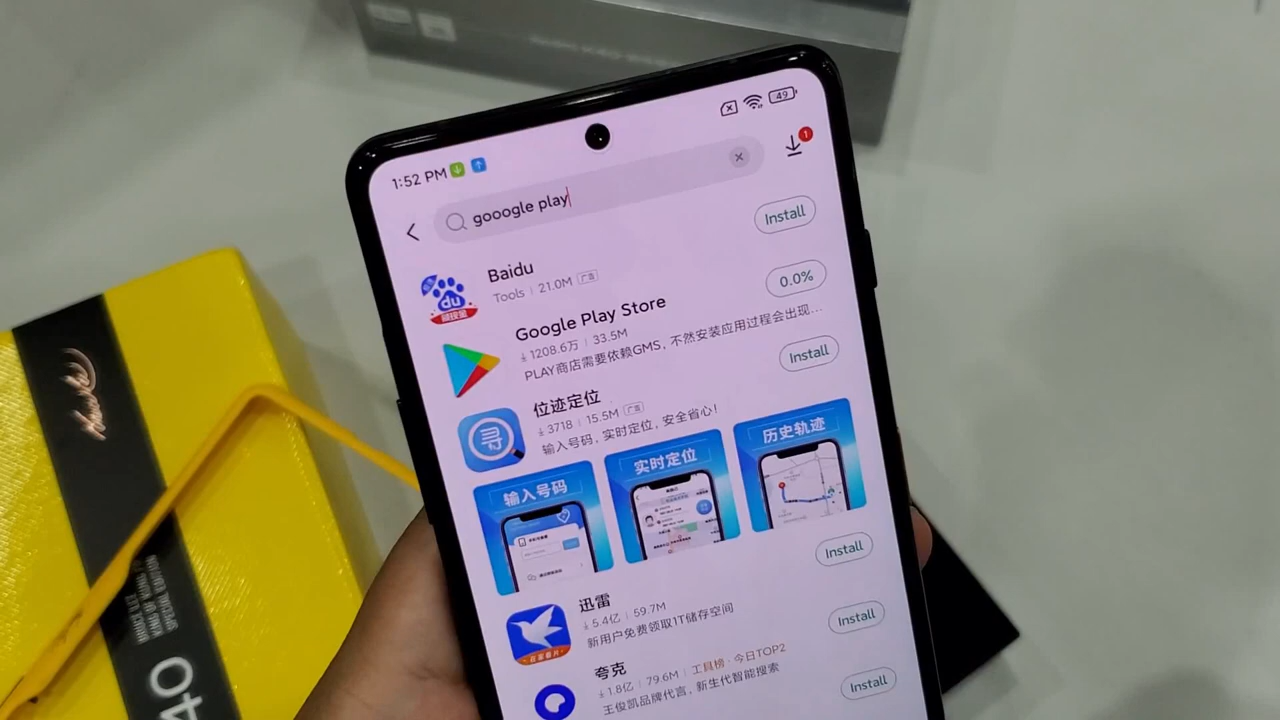 1:52 PM
49
1
gooogle play
Install
Baidu
Tools | 21.0M 广告
du
0.0%
Google Play Store
1208.6万 | 33.5M
PLAY商店需要依赖GMS, 不然安装应用过程会出现...
Install
位迹定位
3718 | 15.5M 广告
输入号码, 实时定位, 安全省心!
寻
输入号码
实时定位
历史轨迹
Install
迅雷
5.4亿 | 59.7M
新用户免费领取1T储存空间
Install
夸克
1.8亿 | 79.6M | 工具榜 · 今日TOP2
王俊凯品牌代言, 新生代智能搜索
Install
SPECIAL EDITION
40